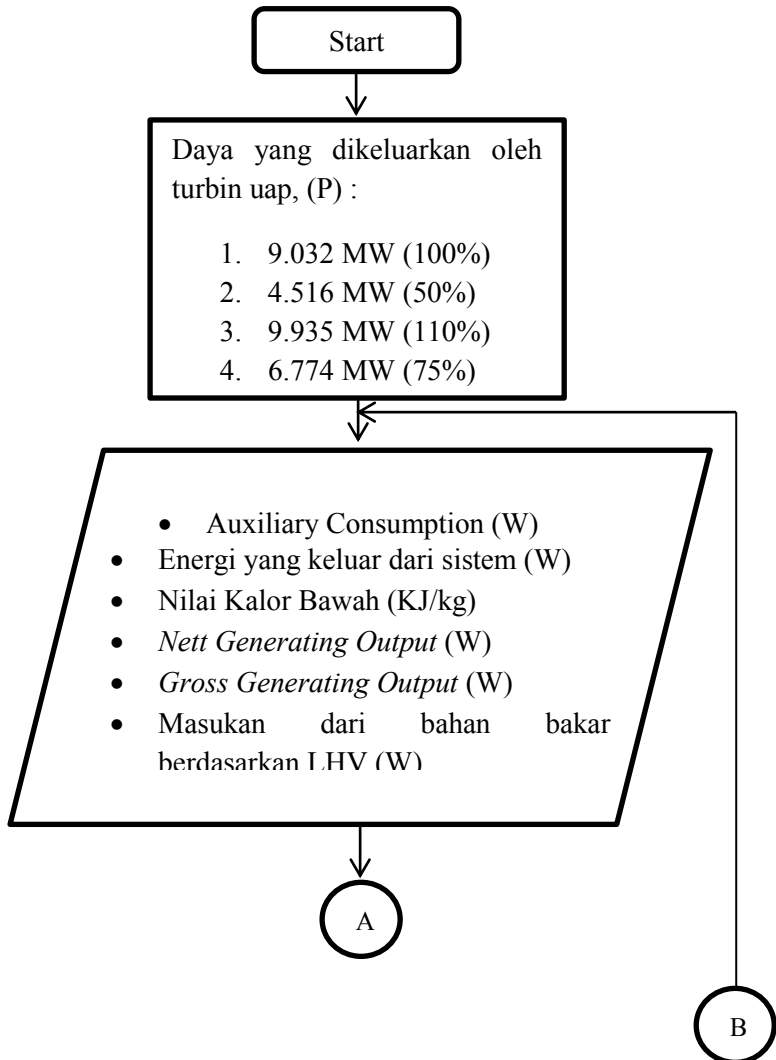 Start
Daya yang dikeluarkan oleh
turbin uap, (P) :
1. 9.032 MW (100%)
2. 4.516 MW (50%)
3. 9.935 MW (110%)
4. 6.774 MW (75%)
• Auxiliary Consumption (W)
• Energi yang keluar dari sistem (W)
• Nilai Kalor Bawah (KJ/kg)
• Nett Generating Output (W)
• Gross Generating Output (W)
• Masukan dari bahan bakar
berdasarkan LHV (W)
A
B